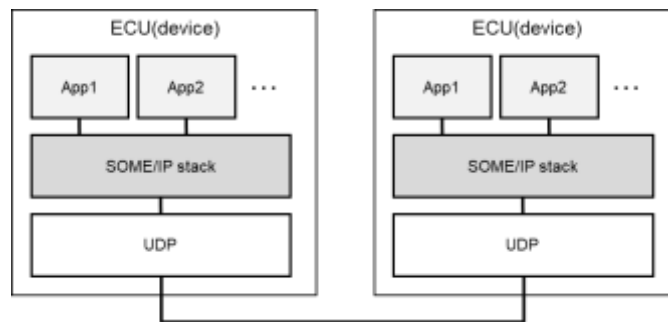 ECU(device)
App1
App2
...
SOME/IP stack
UDP
ECU(device)
App1
App2
...
SOME/IP stack
UDP